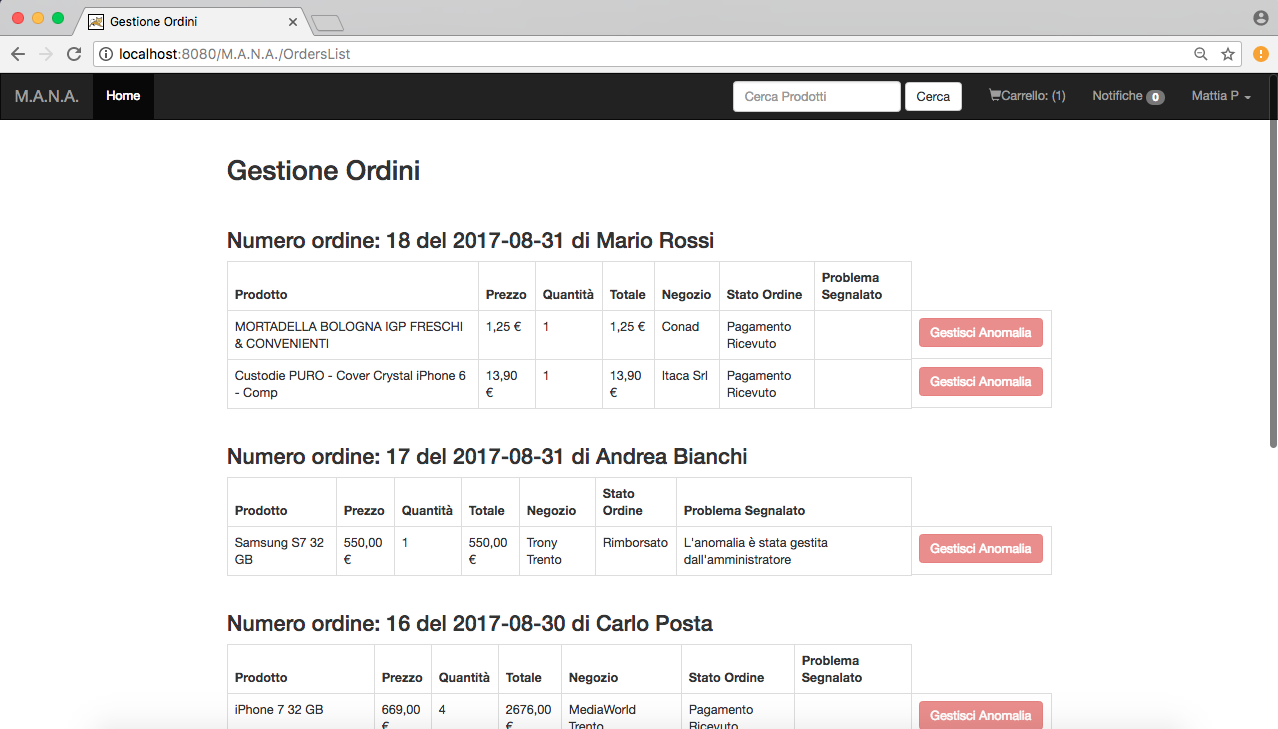 Gestione Ordini
localhost:8080/M.A.N.A./OrdersList
M.A.N.A. Home Cerca Prodotti Cerca Carrello: (1) Notifiche 0 Mattia P
Gestione Ordini
Numero ordine: 18 del 2017-08-31 di Mario Rossi
Prodotto Prezzo Quantità Totale Negozio Stato Ordine Problema Segnalato
MORTADELLA BOLOGNA IGP FRESCHI 1,25 € 1 1,25 € Conad Pagamento Gestisci Anomalia
& CONVENIENTI Ricevuto
Custodie PURO - Cover Crystal iPhone 6 13,90 1 13,90 Itaca Srl Pagamento Gestisci Anomalia
- Comp € € Ricevuto
Numero ordine: 17 del 2017-08-31 di Andrea Bianchi
Prodotto Prezzo Quantità Totale Negozio Stato Ordine Problema Segnalato
Samsung S7 32 550,00 1 550,00 Trony Rimborsato L'anomalia è stata gestita Gestisci Anomalia
GB € € Trento dall'amministratore
Numero ordine: 16 del 2017-08-30 di Carlo Posta
Prodotto Prezzo Quantità Totale Negozio Stato Ordine Problema Segnalato
iPhone 7 32 GB 669,00 4 2676,00 MediaWorld Pagamento Gestisci Anomalia
€ € Trento Ricevuto